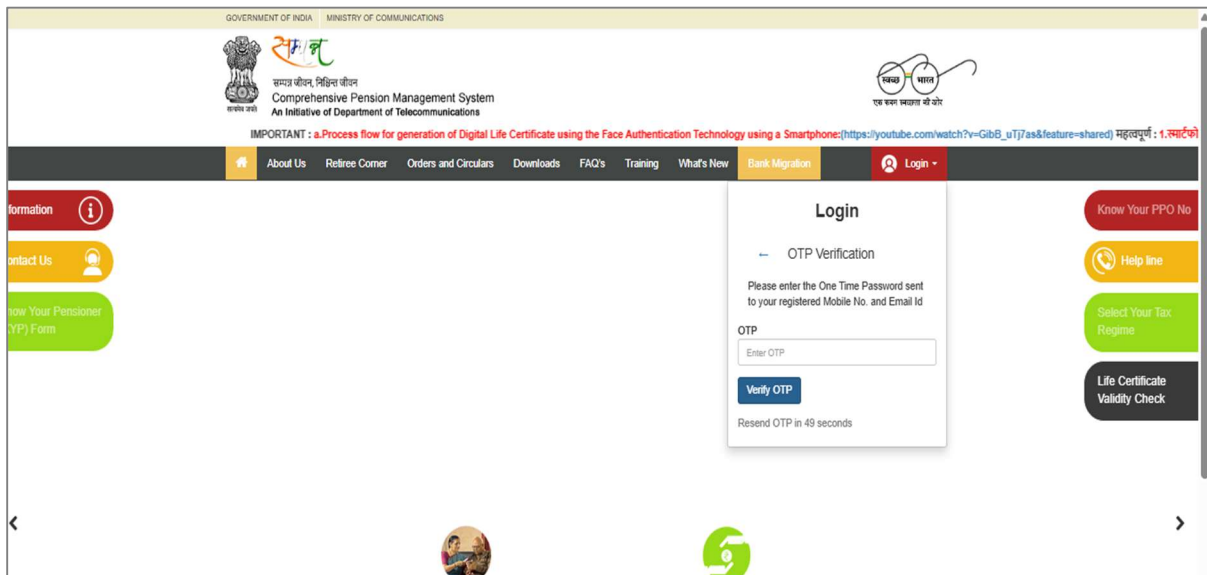 GOVERNMENT OF INDIA MINISTRY OF COMMUNICATIONS
सम्पन्न
सम्पन्न जीवन, निश्चिन्त जीवन
Comprehensive Pension Management System
An Initiative of Department of Telecommunications
सत्यमेव जयते
स्वच्छ भारत
एक कदम स्वच्छता की ओर
IMPORTANT : a.Process flow for generation of Digital Life Certificate using the Face Authentication Technology using a Smartphone:(https://youtube.com/watch?v=GibB_uTj7as&feature=shared) महत्वपूर्ण : 1.स्मार्टफो
About Us Retiree Corner Orders and Circulars Downloads FAQ's Training What's New Bank Migration Login
formation
ontact Us
now Your Pensioner
YP) Form
Login
← OTP Verification
Please enter the One Time Password sent
to your registered Mobile No. and Email Id
OTP
Enter OTP
Verify OTP
Resend OTP in 49 seconds
Know Your PPO No
Help line
Select Your Tax
Regime
Life Certificate
Validity Check